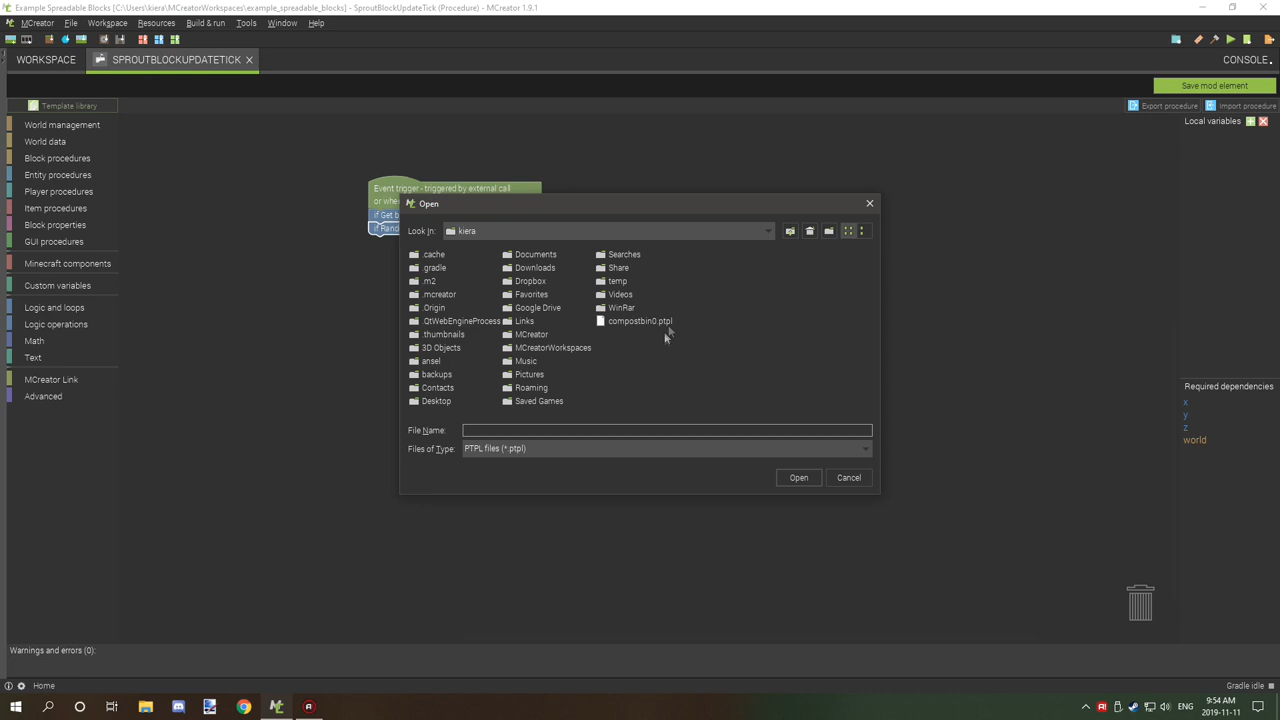 Example Spreadable Blocks [C:\Users\kiera\MCreatorWorkspaces\example_spreadable_blocks] - SproutBlockUpdateTick (Procedure) - MCreator 1.9.1
MCreator File Workspace Resources Build & run Tools Window Help
WORKSPACE SPROUTBLOCKUPDATETICK CONSOLE
Save mod element
Template library Export procedure Import procedure
World management
World data
Block procedures
Entity procedures
Player procedures
Item procedures
Block properties
GUI procedures
Minecraft components
Custom variables
Logic and loops
Logic operations
Math
Text
MCreator Link
Advanced
Local variables
Event trigger - triggered by external call
or whe
if Get b
if Rand
Open
Look In: kiera
.cache Documents Searches
.gradle Downloads Share
.m2 Dropbox temp
.mcreator Favorites Videos
.Origin Google Drive WinRar
.QtWebEngineProcess Links compostbin0.ptpl
.thumbnails MCreator
3D Objects MCreatorWorkspaces
ansel Music
backups Pictures
Contacts Roaming
Desktop Saved Games
File Name:
Files of Type: PTPL files (*.ptpl)
Open Cancel
Required dependencies
x
y
z
world
Warnings and errors (0):
Home Gradle idle
ENG 9:54 AM
2019-11-11